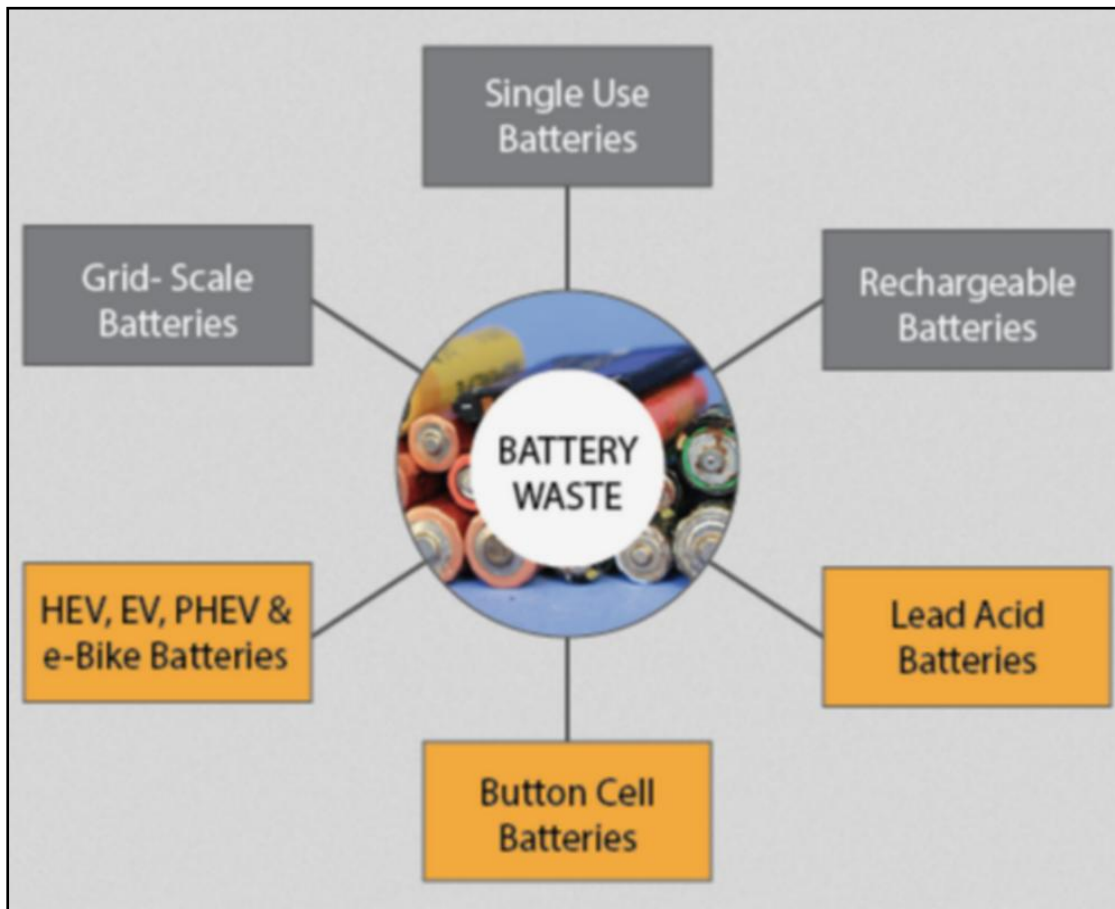 Single Use
Batteries
Grid- Scale
Batteries
Rechargeable
Batteries
BATTERY
WASTE
HEV, EV, PHEV &
e-Bike Batteries
Lead Acid
Batteries
Button Cell
Batteries